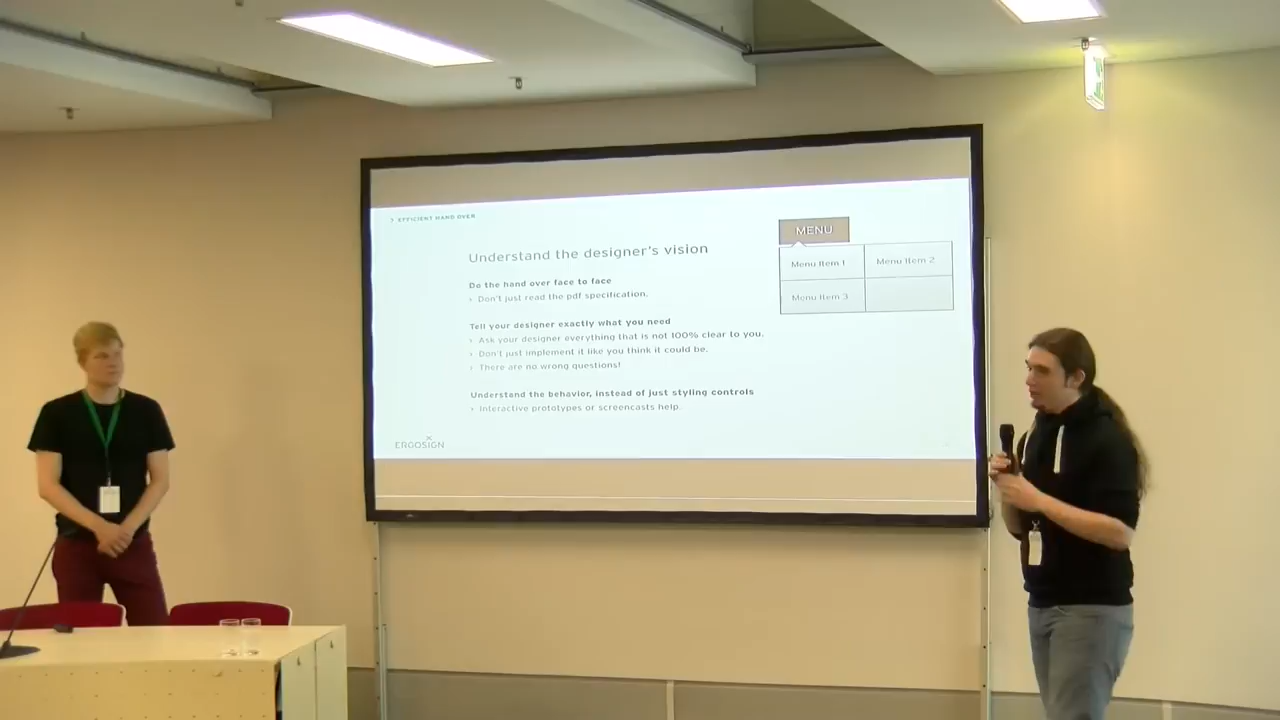 › EFFICIENT HAND OVER
Understand the designer's vision
Do the hand over face to face
› Don't just read the pdf specification.
Tell your designer exactly what you need
› Ask your designer everything that is not 100% clear to you.
› Don't just implement it like you think it could be.
› There are no wrong questions!
Understand the behavior, instead of just styling controls
› Interactive prototypes or screencasts help.
MENU
Menu Item 1
Menu Item 2
Menu Item 3
ERGOSIGN